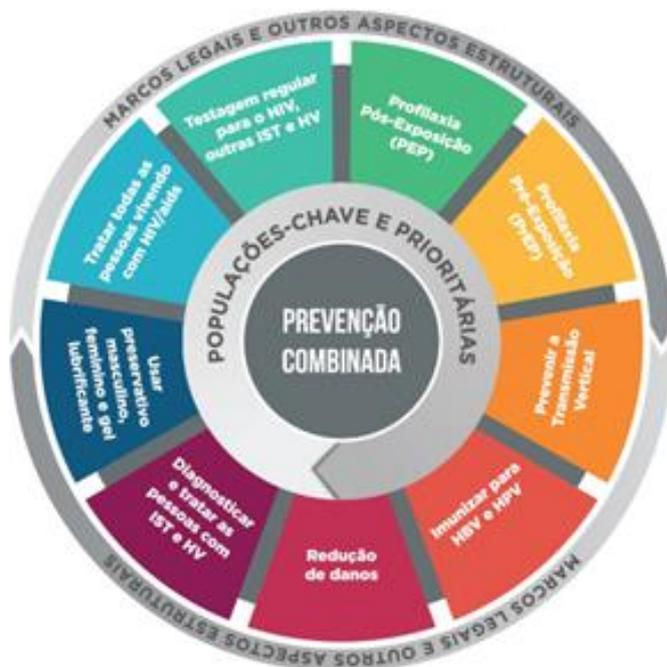 MARCOS LEGAIS E OUTROS ASPECTOS ESTRUTURAIS
Testagem regular
para o HIV,
outras IST e HV
Profilaxia
Pós-Exposição
(PEP)
Profilaxia
Pré-Exposição
(PrEP)
Prevenir a
Transmissão
Vertical
Imunizar para
HBV e HPV
Redução
de danos
Diagnosticar
e tratar as
pessoas com
IST e HV
Usar
preservativo
masculino,
feminino e gel
lubrificante
Tratar todas as
pessoas vivendo
com HIV/aids
POPULAÇÕES-CHAVE E PRIORITÁRIAS
PREVENÇÃO
COMBINADA
MARCOS LEGAIS E OUTROS ASPECTOS ESTRUTURAIS